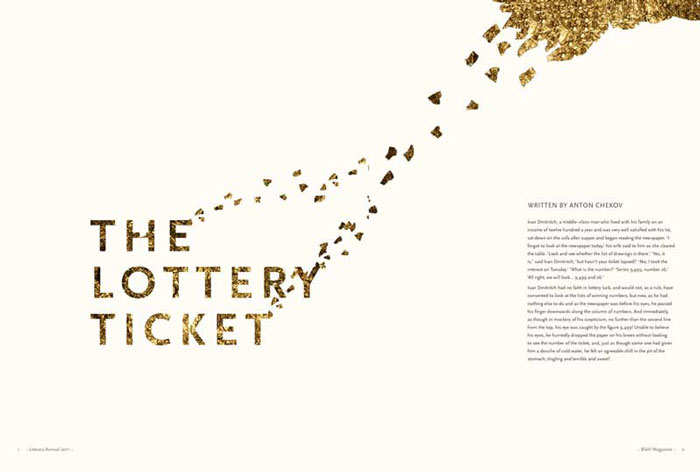 THE
LOTTERY
TICKET
WRITTEN BY ANTON CHEKOV
Ivan Dmitritch, a middle-class man who lived with his family on an
income of twelve hundred a year and was very well satisfied with his lot,
sat down on the sofa after supper and began reading the newspaper. "I
forgot to look at the newspaper today," his wife said to him as she cleared
the table. "Look and see whether the list of drawings is there." "Yes, it
is," said Ivan Dmitritch; "but hasn't your ticket lapsed?" "No; I took the
interest on Tuesday." "What is the number?" "Series 9,499, number 26."
"All right, we will look... 9,499 and 26."
Ivan Dmitritch had no faith in lottery luck, and would not, as a rule, have
consented to look at the lists of winning numbers, but now, as he had
nothing else to do and as the newspaper was before his eyes, he passed
his finger downwards along the column of numbers. And immediately,
as though in mockery of his scepticism, no further than the second line
from the top, his eye was caught by the figure 9,499! Unable to believe
his eyes, he hurriedly dropped the paper on his knees without looking
to see the number of the ticket, and, just as though some one had given
him a douche of cold water, he felt an agreeable chill in the pit of the
stomach; tingling and terrible and sweet!
- Literary Annual 2011 -
- Blah! Magazine -